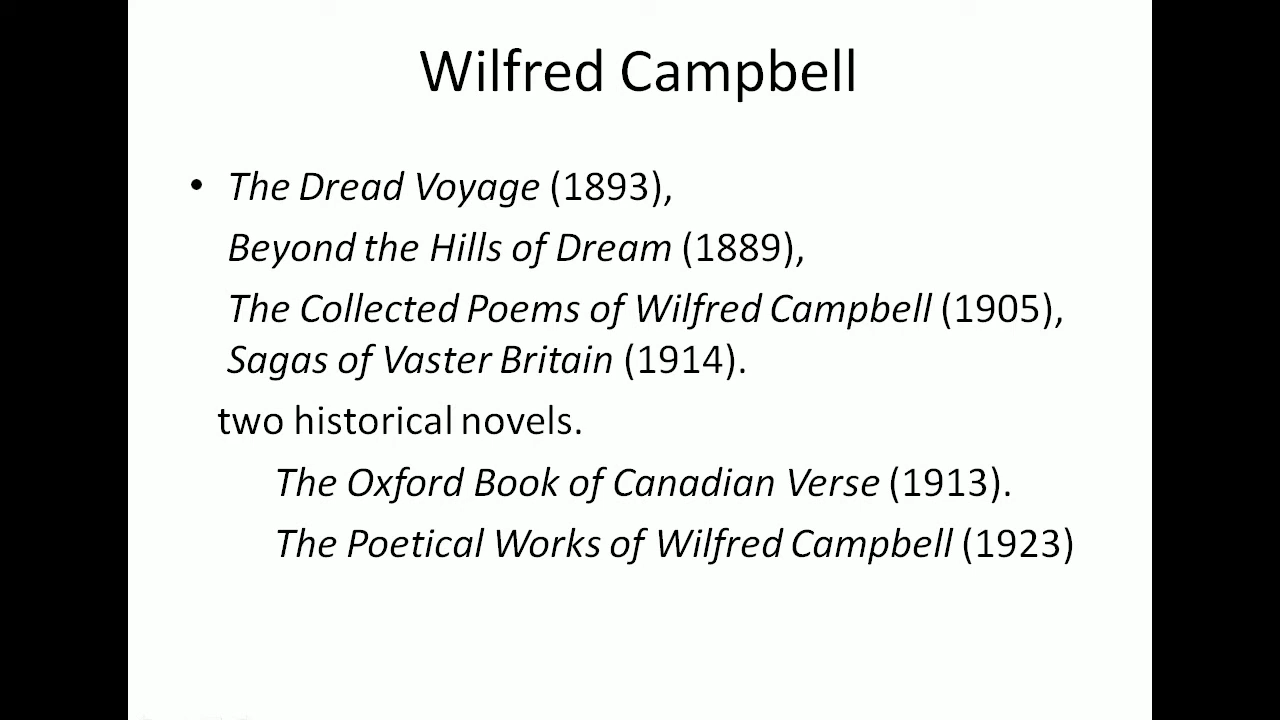 Wilfred Campbell
• The Dread Voyage (1893),
Beyond the Hills of Dream (1889),
The Collected Poems of Wilfred Campbell (1905),
Sagas of Vaster Britain (1914).
two historical novels.
The Oxford Book of Canadian Verse (1913).
The Poetical Works of Wilfred Campbell (1923)